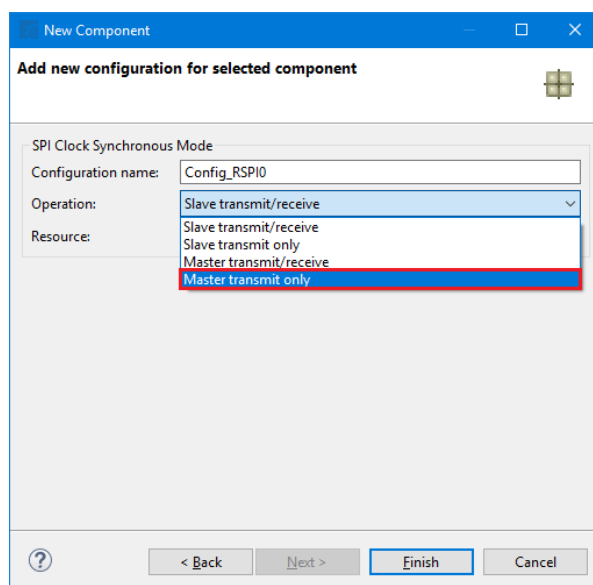 New Component
Add new configuration for selected component
SPI Clock Synchronous Mode
Configuration name: Config_RSPI0
Operation: Slave transmit/receive
Slave transmit/receive
Slave transmit only
Resource:
Master transmit/receive
Master transmit only
? < Back Next > Finish Cancel